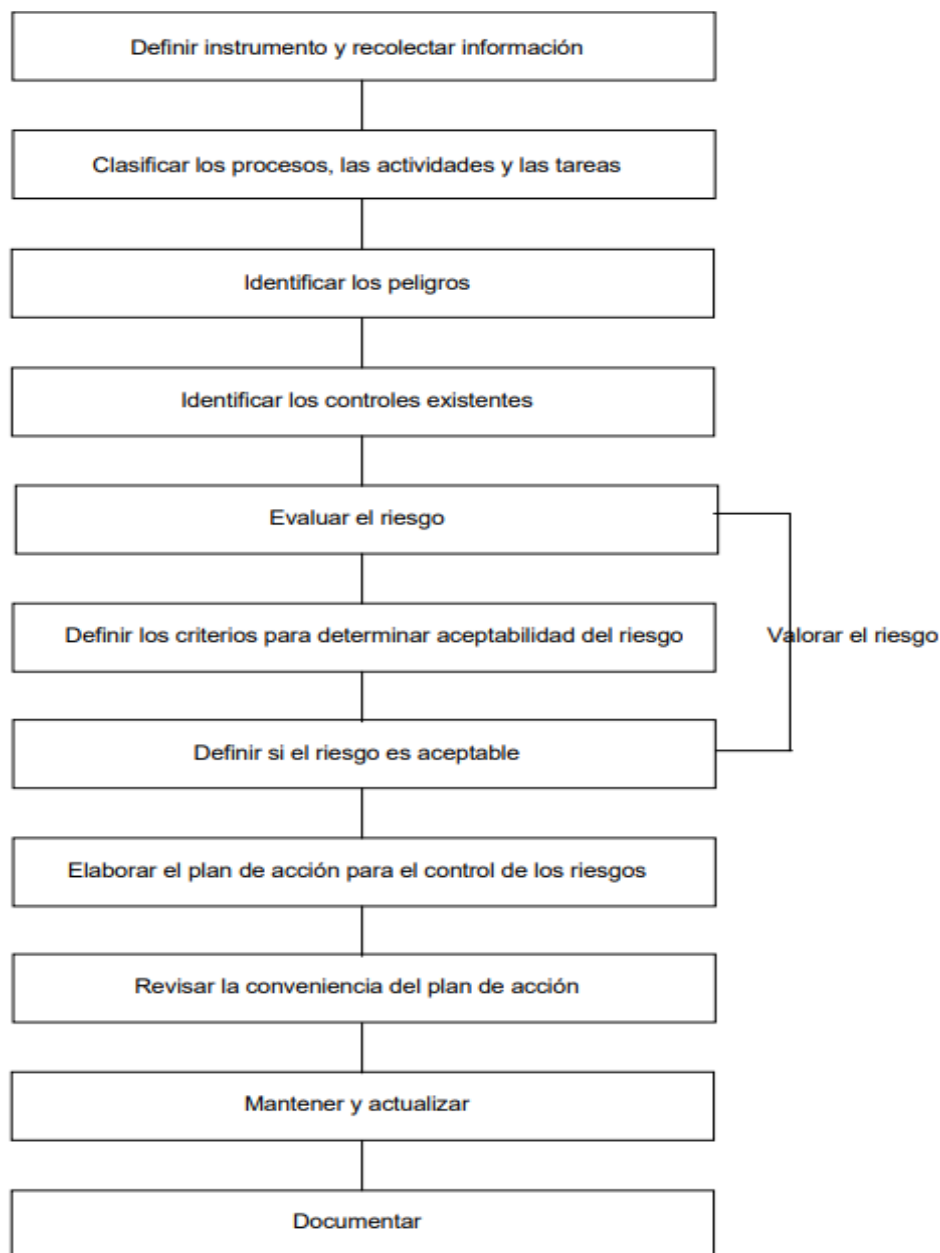 Definir instrumento y recolectar información
Clasificar los procesos, las actividades y las tareas
Identificar los peligros
Identificar los controles existentes
Evaluar el riesgo
Definir los criterios para determinar aceptabilidad del riesgo
Valorar el riesgo
Definir si el riesgo es aceptable
Elaborar el plan de acción para el control de los riesgos
Revisar la conveniencia del plan de acción
Mantener y actualizar
Documentar